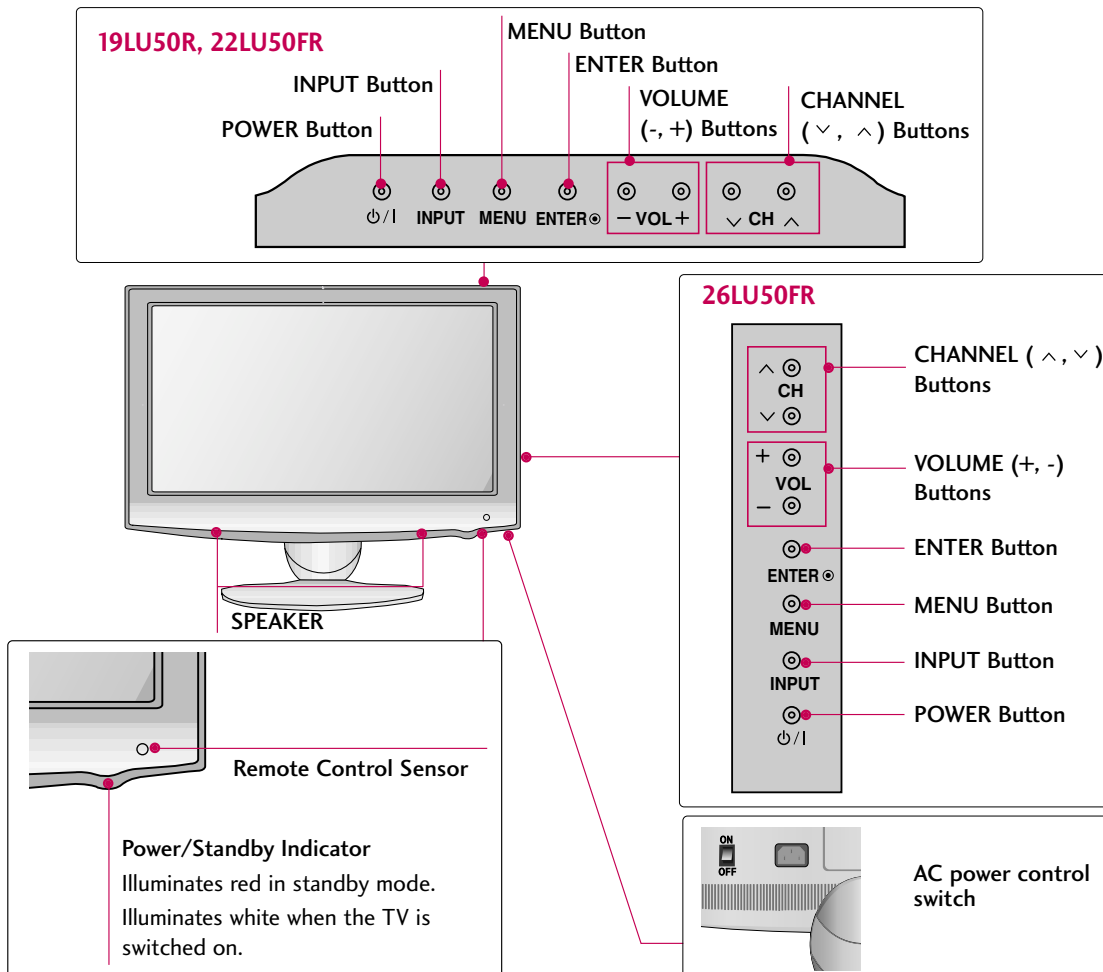 19LU50R, 22LU50FR
MENU Button
ENTER Button
INPUT Button
VOLUME
(-, +) Buttons
CHANNEL
( ﹀, ︿ ) Buttons
POWER Button
⏻/I INPUT MENU ENTER◉ − VOL + ﹀ CH ︿
26LU50FR
︿
CH
﹀
CHANNEL ( ︿, ﹀ )
Buttons
+
VOL
−
VOLUME (+, -)
Buttons
ENTER◉
ENTER Button
MENU
MENU Button
INPUT
INPUT Button
⏻/I
POWER Button
SPEAKER
Remote Control Sensor
Power/Standby Indicator
Illuminates red in standby mode.
Illuminates white when the TV is
switched on.
ON
OFF
AC power control
switch